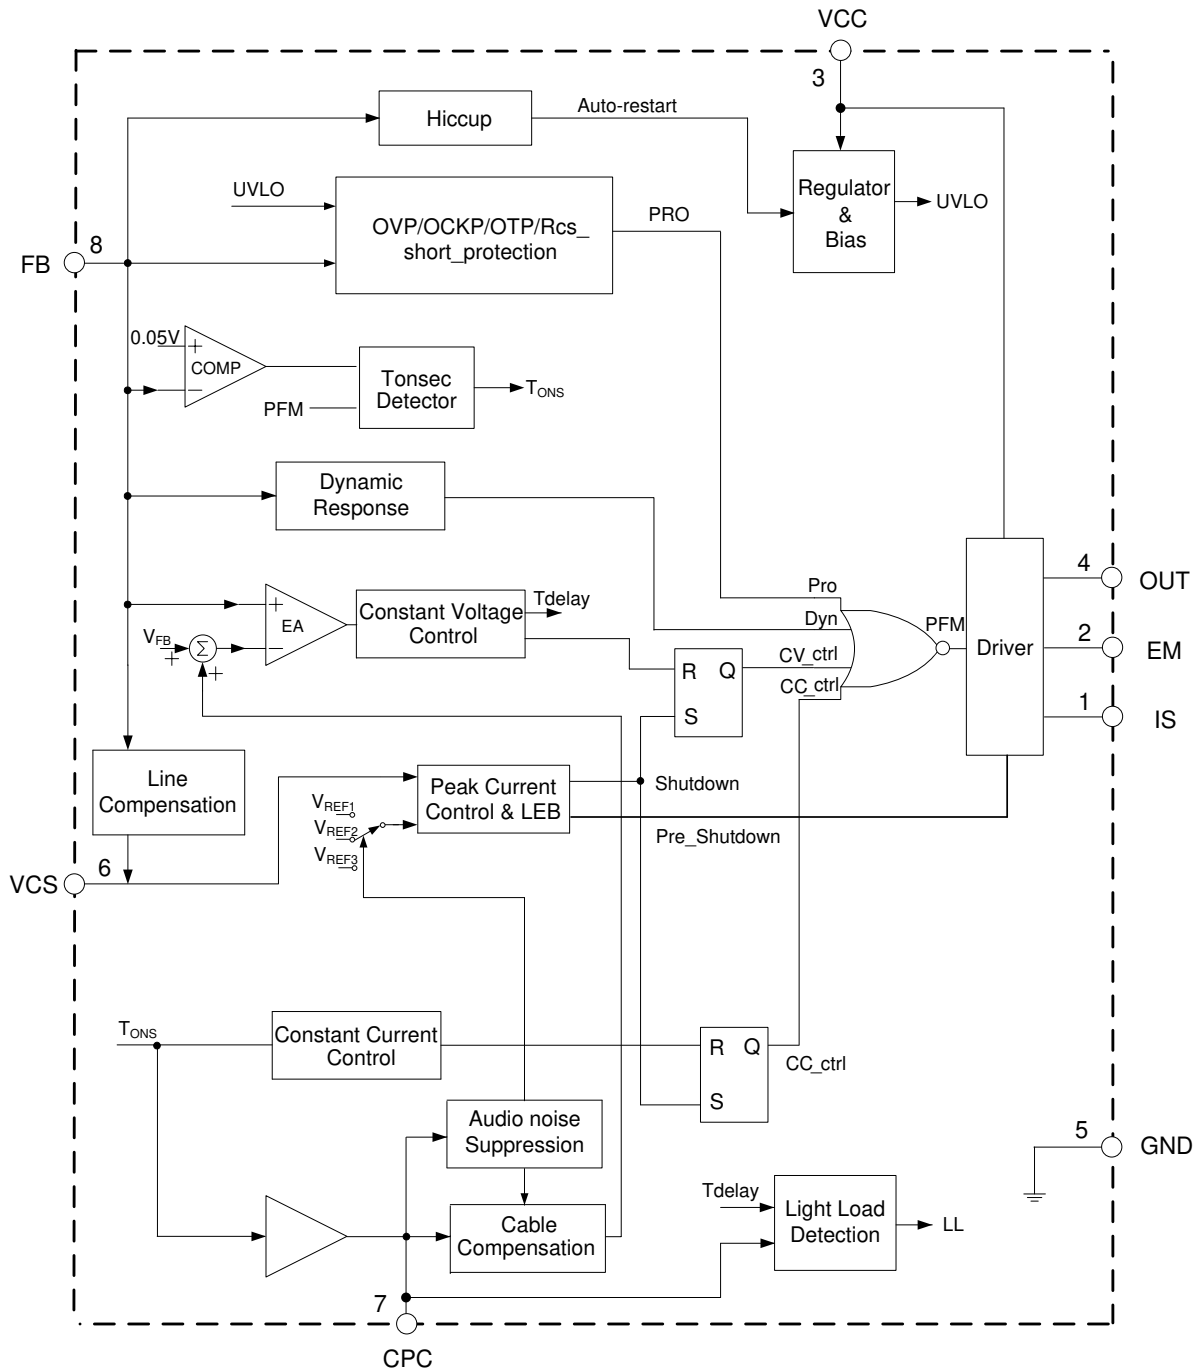 VCC
3
Hiccup
Auto-restart
Regulator
&
Bias
UVLO
UVLO
OVP/OCKP/OTP/Rcs_
short_protection
PRO
8
FB
0.05V
+
COMP
−
PFM
Tonsec
Detector
TONS
Dynamic
Response
Pro
Dyn
CV_ctrl
CC_ctrl
PFM
Driver
4
OUT
2
EM
1
IS
+
EA
−
VFB
+
Σ
+
Constant Voltage
Control
Tdelay
R Q
S
Line
Compensation
6
VCS
VREF1
VREF2
VREF3
Peak Current
Control & LEB
Shutdown
Pre_Shutdown
TONS
Constant Current
Control
R Q
S
CC_ctrl
Audio noise
Suppression
Cable
Compensation
5
GND
Tdelay
Light Load
Detection
LL
7
CPC